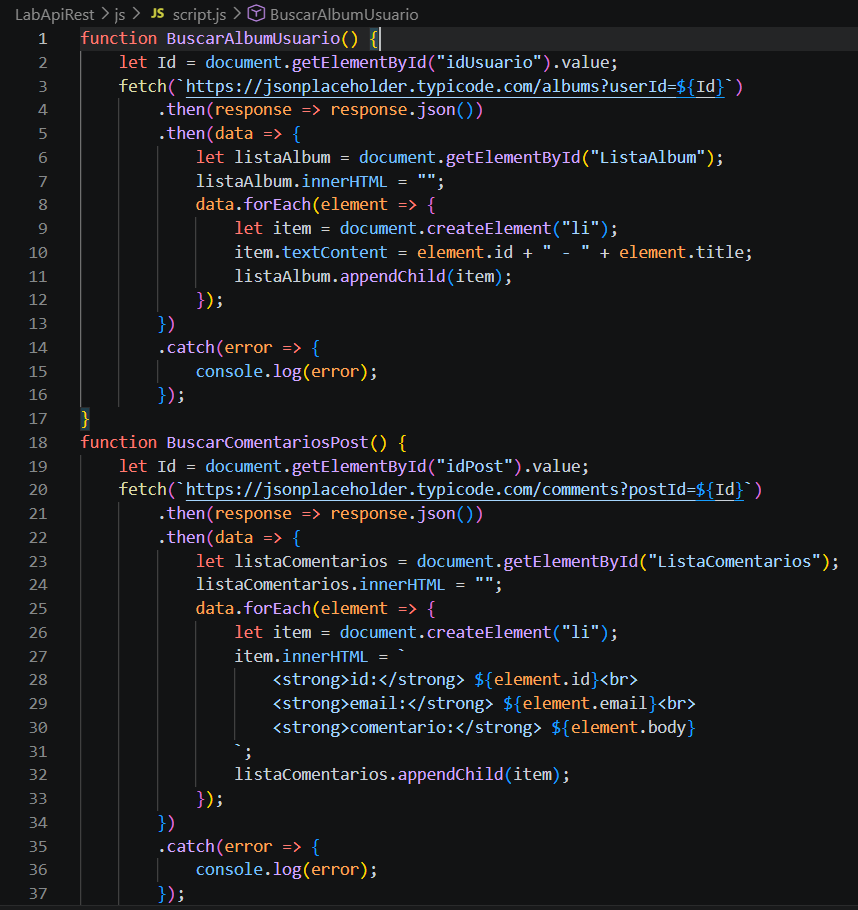 LabApiRest > js > JS script.js > BuscarAlbumUsuario
1 function BuscarAlbumUsuario() {
2     let Id = document.getElementById("idUsuario").value;
3     fetch(`https://jsonplaceholder.typicode.com/albums?userId=${Id}`)
4         .then(response => response.json())
5         .then(data => {
6             let listaAlbum = document.getElementById("ListaAlbum");
7             listaAlbum.innerHTML = "";
8             data.forEach(element => {
9                 let item = document.createElement("li");
10                 item.textContent = element.id + " - " + element.title;
11                 listaAlbum.appendChild(item);
12             });
13         })
14         .catch(error => {
15             console.log(error);
16         });
17 }
18 function BuscarComentariosPost() {
19     let Id = document.getElementById("idPost").value;
20     fetch(`https://jsonplaceholder.typicode.com/comments?postId=${Id}`)
21         .then(response => response.json())
22         .then(data => {
23             let listaComentarios = document.getElementById("ListaComentarios");
24             listaComentarios.innerHTML = "";
25             data.forEach(element => {
26                 let item = document.createElement("li");
27                 item.innerHTML = `
28                     <strong>id:</strong> ${element.id}<br>
29                     <strong>email:</strong> ${element.email}<br>
30                     <strong>comentario:</strong> ${element.body}
31                 `;
32                 listaComentarios.appendChild(item);
33             });
34         })
35         .catch(error => {
36             console.log(error);
37         });